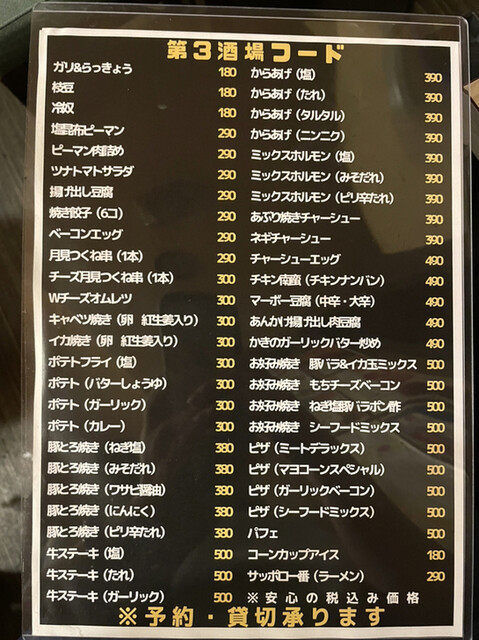 第3酒場フード
ガリ&らっきょう 180
枝豆 180
冷奴 180
塩昆布ピーマン 290
ピーマン肉詰め 290
ツナトマトサラダ 290
揚げ出し豆腐 290
焼き餃子(6コ) 290
ベーコンエッグ 290
月見つくね串(1本) 290
チーズ月見つくね串(1本) 300
Wチーズオムレツ 300
キャベツ焼き(卵 紅生姜入り) 300
イカ焼き(卵 紅生姜入り) 300
ポテトフライ(塩) 300
ポテト(バターしょうゆ) 300
ポテト(ガーリック) 300
ポテト(カレー) 300
豚とろ焼き(ねぎ塩) 380
豚とろ焼き(みそだれ) 380
豚とろ焼き(ワサビ醤油) 380
豚とろ焼き(にんにく) 380
豚とろ焼き(ピリ辛たれ) 380
牛ステーキ(塩) 500
牛ステーキ(たれ) 500
牛ステーキ(ガーリック) 500
からあげ(塩) 390
からあげ(たれ) 390
からあげ(タルタル) 390
からあげ(ニンニク) 390
ミックスホルモン(塩) 390
ミックスホルモン(みそだれ) 390
ミックスホルモン(ピリ辛たれ) 390
あぶり焼きチャーシュー 390
ネギチャーシュー 390
チャーシューエッグ 490
チキン南蛮(チキンナンバン) 490
マーボー豆腐(中辛・大辛) 490
あんかけ揚げ出し肉豆腐 490
かきのガーリックバター炒め 490
お好み焼き 豚バラ&イカ玉ミックス 500
お好み焼き もちチーズベーコン 500
お好み焼き ねぎ塩豚バラポン酢 500
お好み焼き シーフードミックス 500
ピザ(ミートデラックス) 500
ピザ(マヨコーンスペシャル) 500
ピザ(ガーリックベーコン) 500
ピザ(シーフードミックス) 500
パフェ 500
コーンカップアイス 180
サッポロ一番(ラーメン) 290
※安心の税込み価格
※予約・貸切承ります